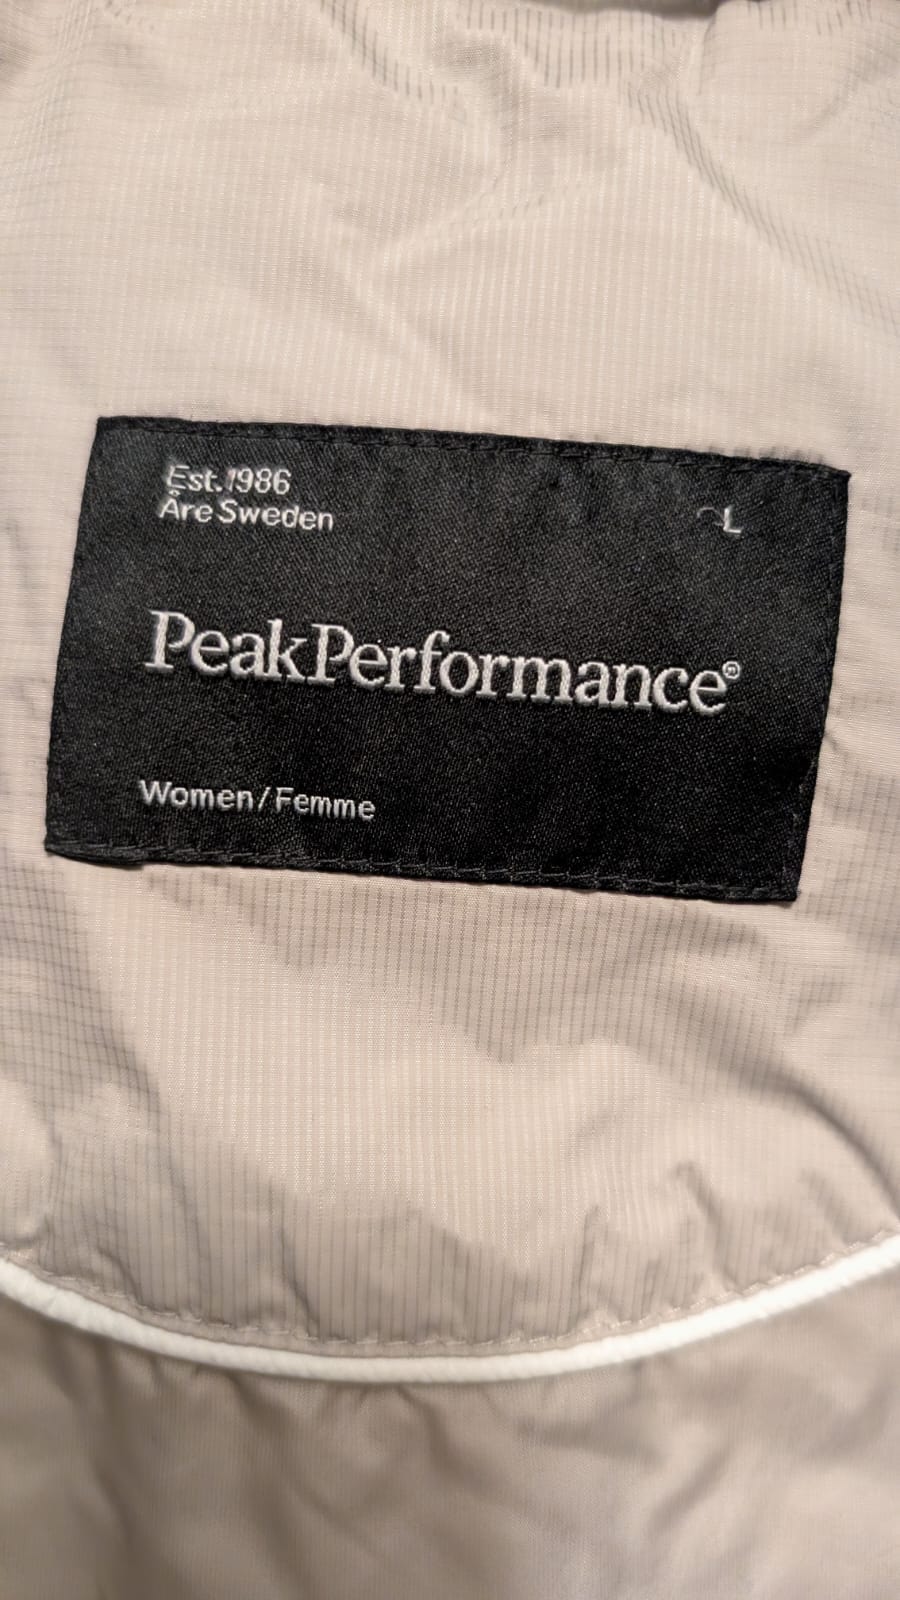 Est. 1986
Åre Sweden
L
PeakPerformance®
Women/Femme